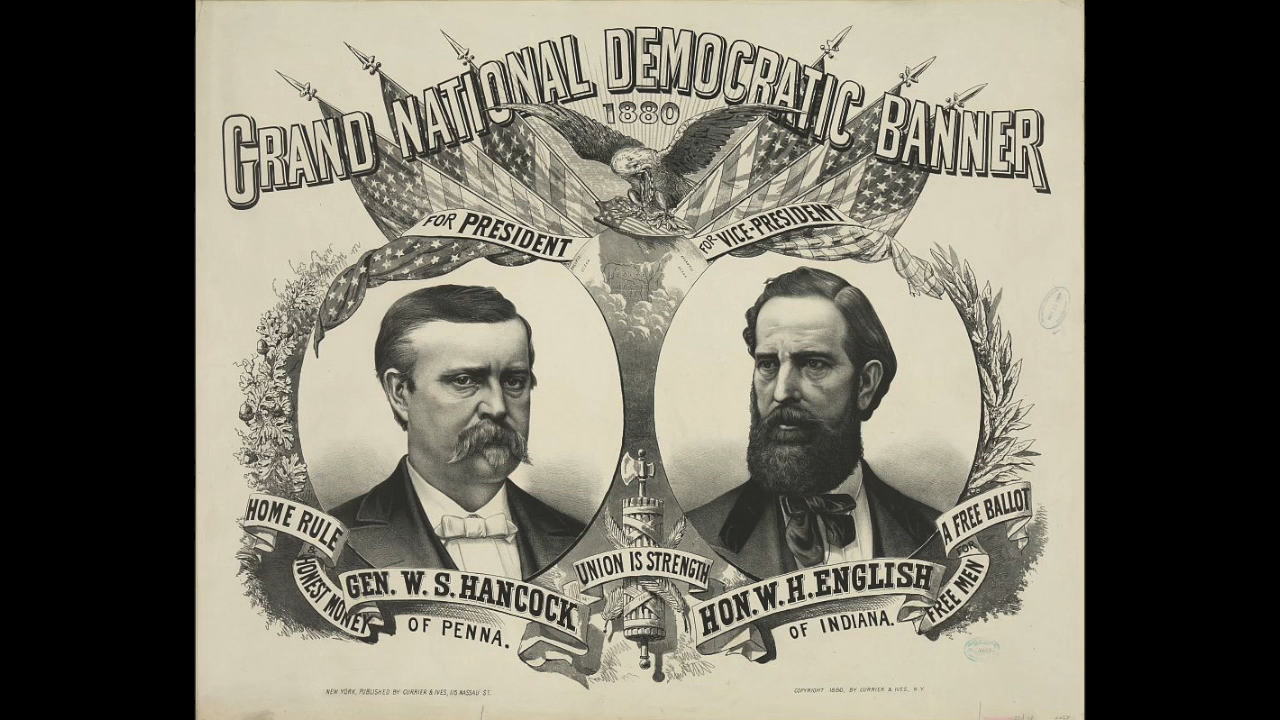 GRAND NATIONAL DEMOCRATIC BANNER
1880
FOR PRESIDENT
FOR VICE-PRESIDENT
HOME RULE
&
HONEST MONEY
GEN. W. S. HANCOCK
OF PENNA.
UNION IS STRENGTH
HON. W. H. ENGLISH
OF INDIANA.
A FREE BALLOT
FOR
FREE MEN
NEW YORK, PUBLISHED BY CURRIER & IVES, 115 NASSAU ST.
COPYRIGHT 1880, BY CURRIER & IVES, N.Y.